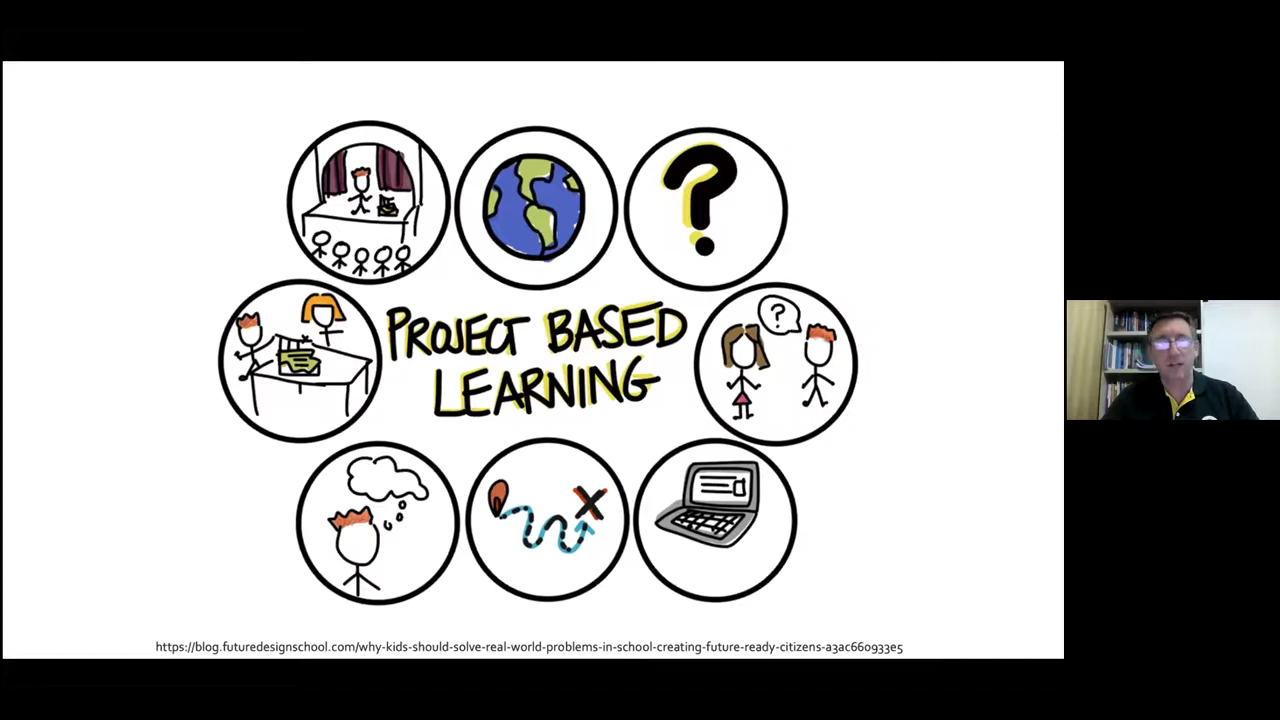 ?
PROJECT BASED
LEARNING
?
https://blog.futuredesignschool.com/why-kids-should-solve-real-world-problems-in-school-creating-future-ready-citizens-a3ac660933e5